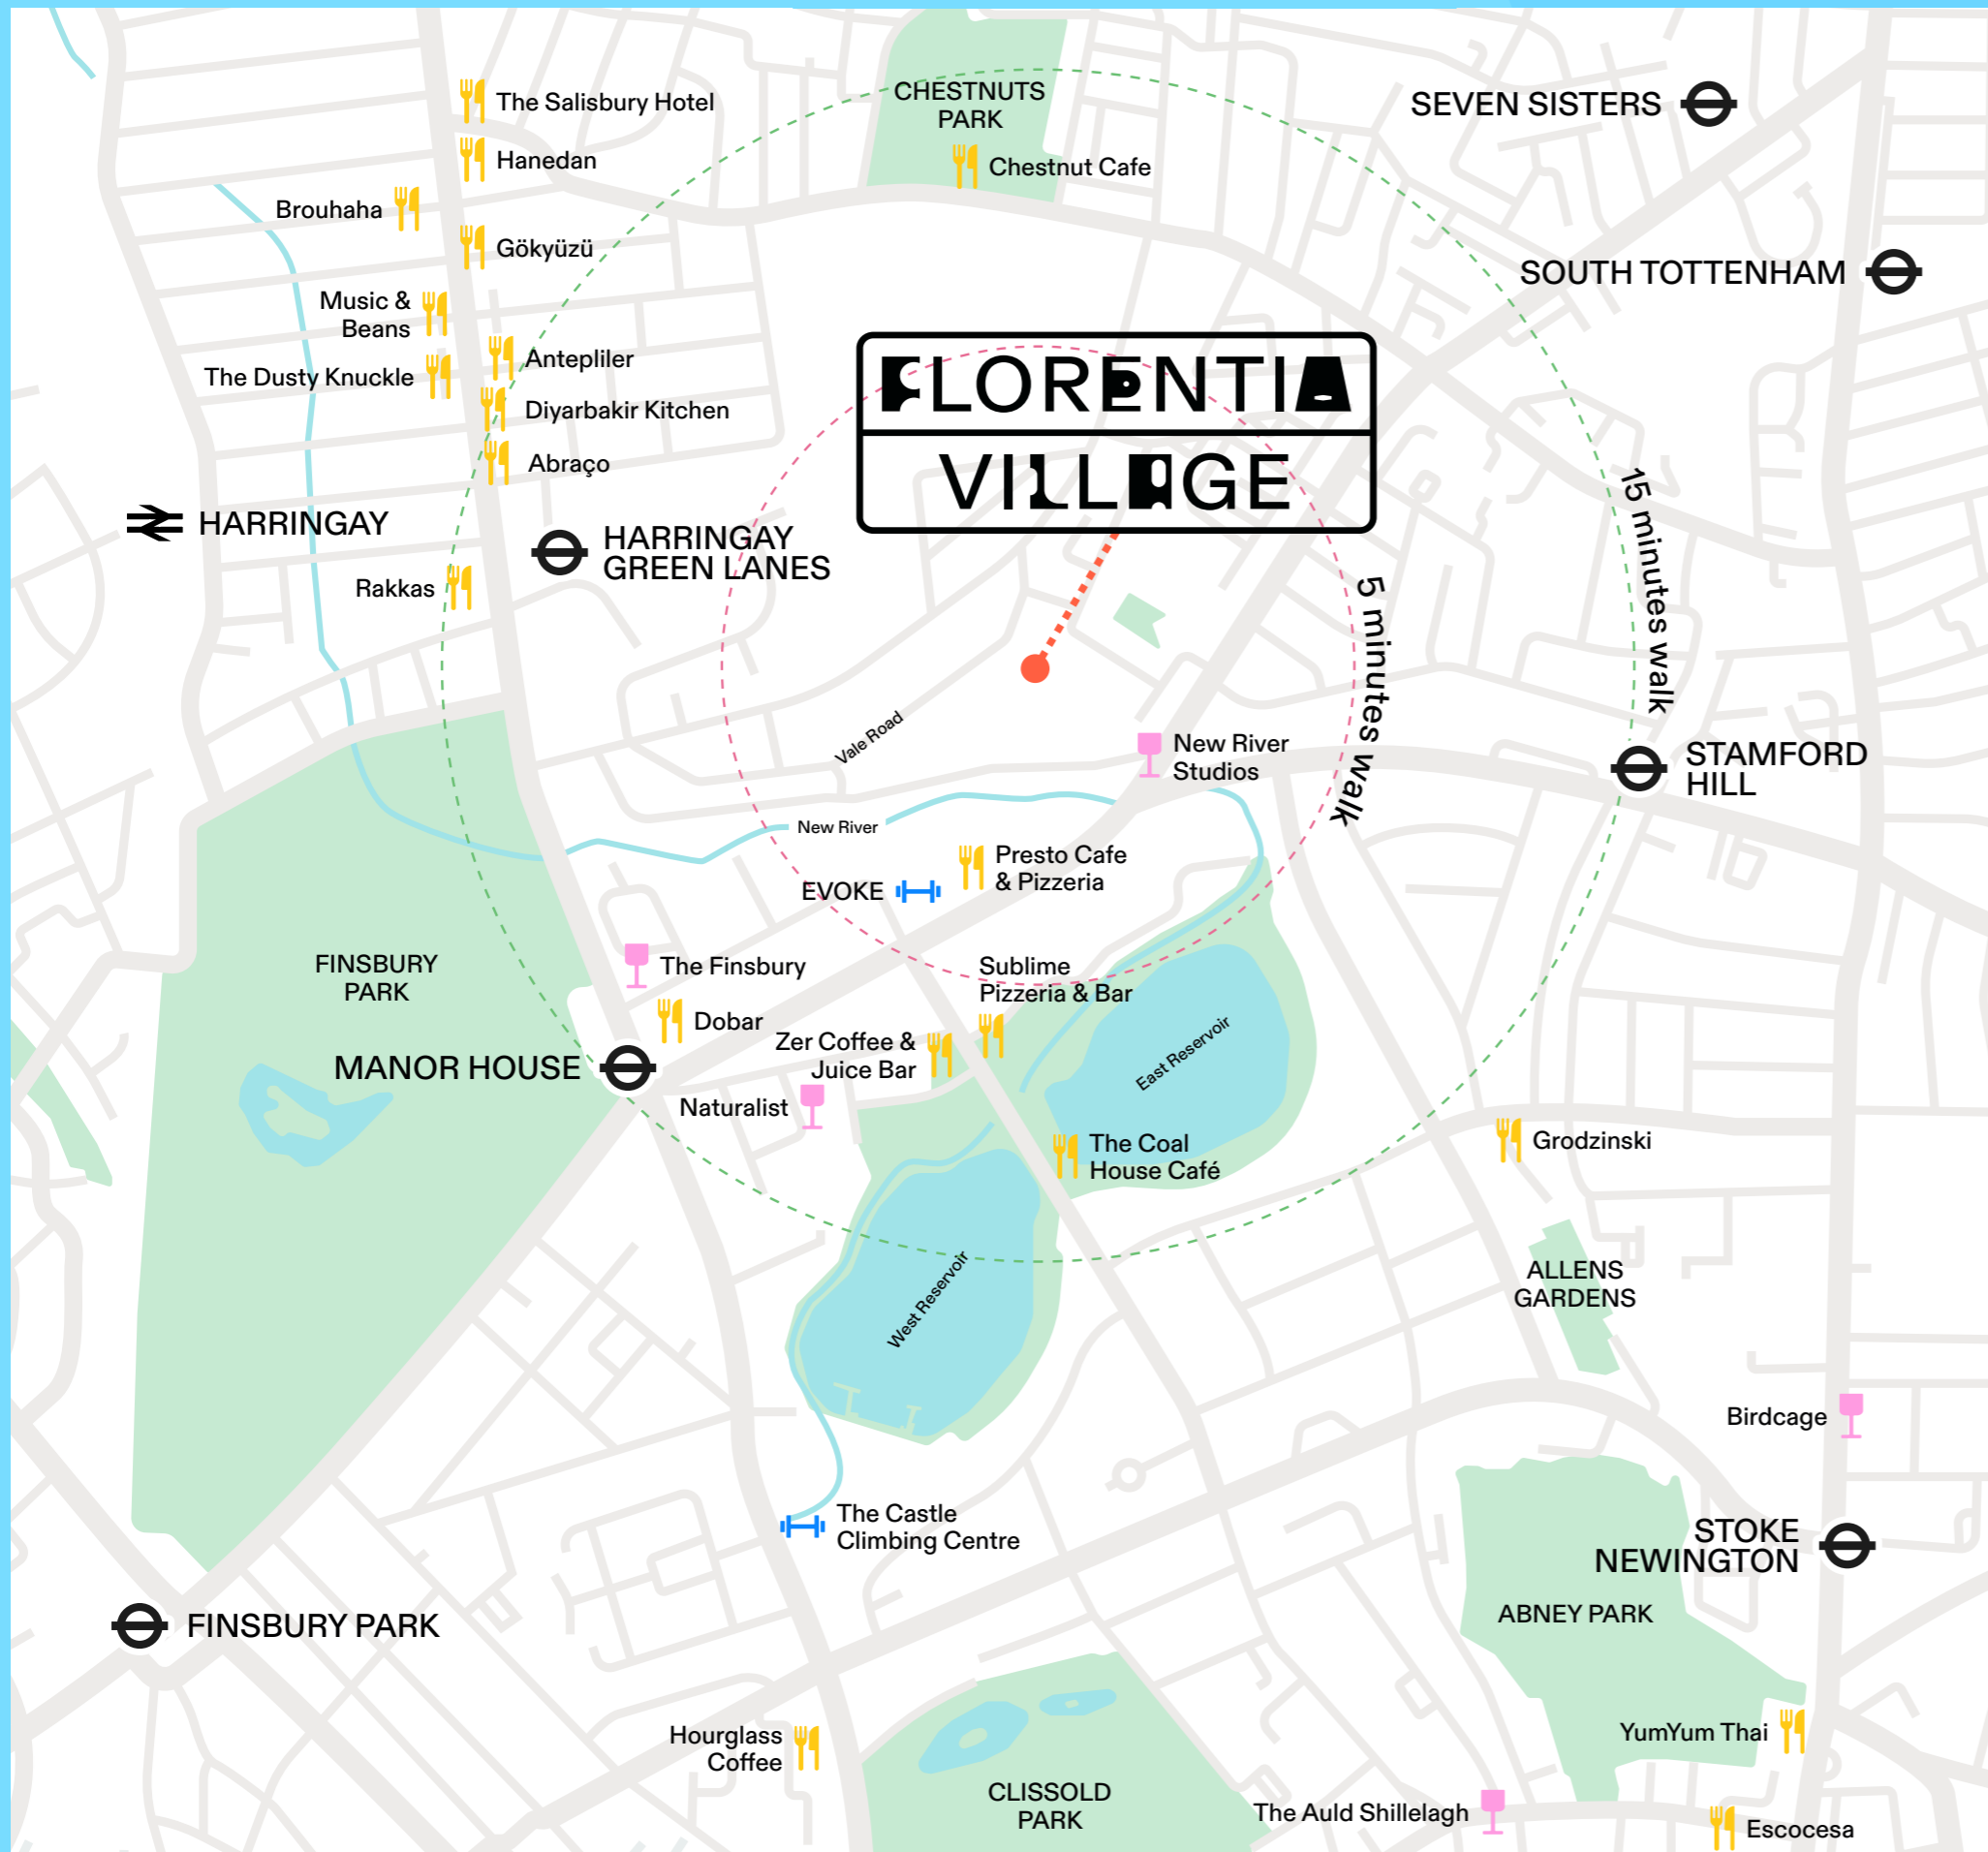 CHESTNUTS
PARK
The Salisbury Hotel
SEVEN SISTERS
Hanedan
Chestnut Cafe
Brouhaha
Gökyüzü
SOUTH TOTTENHAM
Music &
Beans
Antepliler
The Dusty Knuckle
Diyarbakir Kitchen
Abraço
FLORENTIA
VILLAGE
15 minutes walk
HARRINGAY
HARRINGAY
GREEN LANES
Rakkas
5 minutes walk
Vale Road
New River
Studios
STAMFORD
HILL
New River
Presto Cafe
& Pizzeria
EVOKE
FINSBURY
PARK
The Finsbury
Sublime
Pizzeria & Bar
Dobar
Zer Coffee &
Juice Bar
MANOR HOUSE
East Reservoir
Naturalist
The Coal
House Café
Grodzinski
West Reservoir
ALLENS
GARDENS
Birdcage
The Castle
Climbing Centre
STOKE
NEWINGTON
ABNEY PARK
FINSBURY PARK
Hourglass
Coffee
YumYum Thai
CLISSOLD
PARK
The Auld Shillelagh
Escocesa